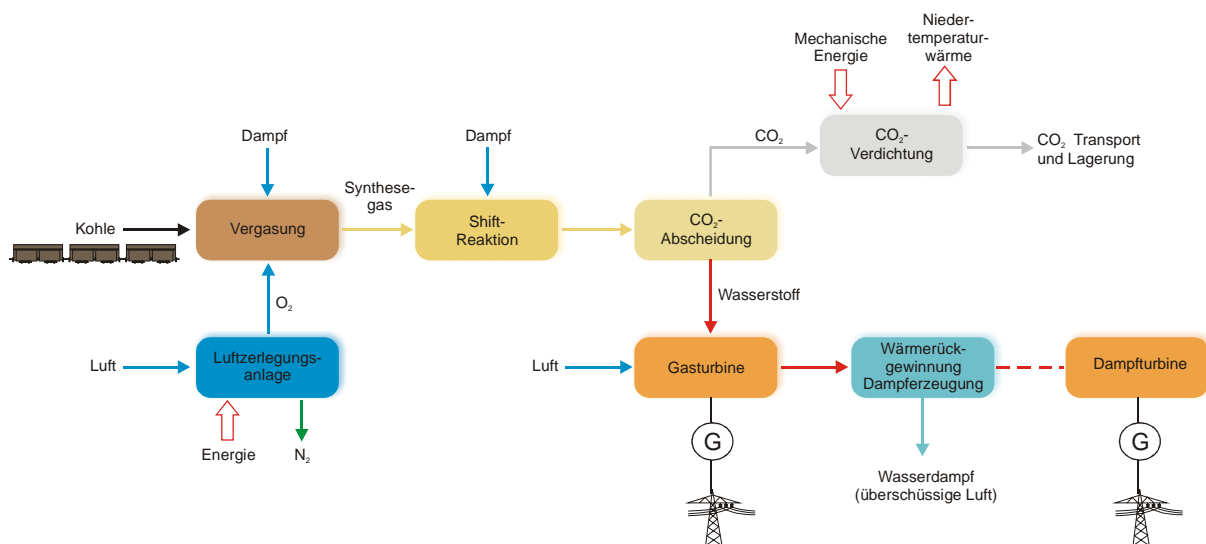 Mechanische
Energie
Nieder-
temperatur-
wärme
Dampf
Dampf
CO₂
CO₂-
Verdichtung
CO₂ Transport
und Lagerung
Synthese-
gas
Kohle
Vergasung
Shift-
Reaktion
CO₂-
Abscheidung
O₂
Wasserstoff
Luft
Luftzerlegungs-
anlage
Luft
Gasturbine
Wärmerück-
gewinnung
Dampferzeugung
Dampfturbine
Energie
N₂
G
G
Wasserdampf
(überschüssige Luft)